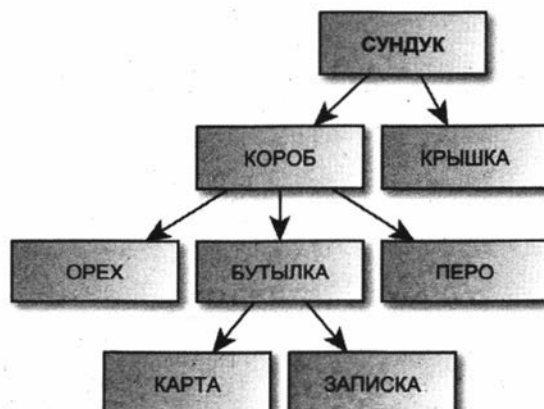 СУНДУК
КОРОБ
КРЫШКА
ОРЕХ
БУТЫЛКА
ПЕРО
КАРТА
ЗАПИСКА